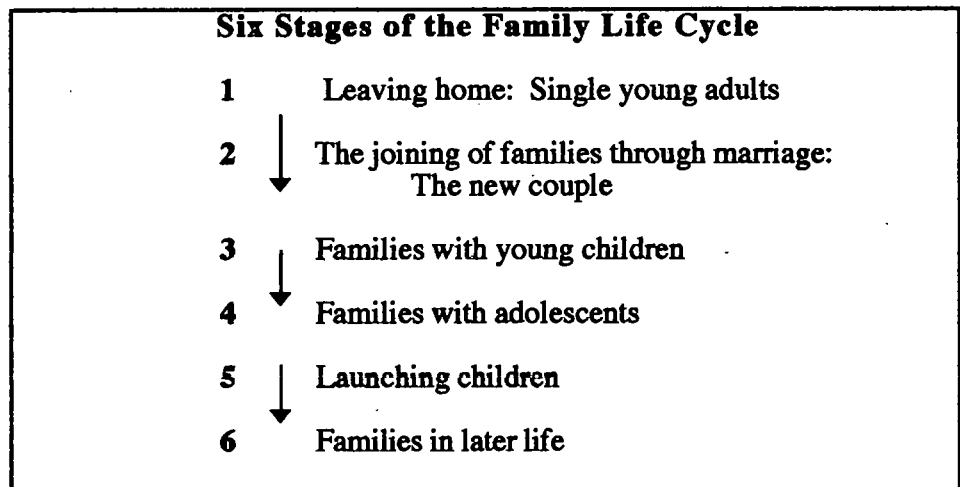 Six Stages of the Family Life Cycle
1 Leaving home: Single young adults
2 The joining of families through marriage:
The new couple
3 Families with young children
4 Families with adolescents
5 Launching children
6 Families in later life